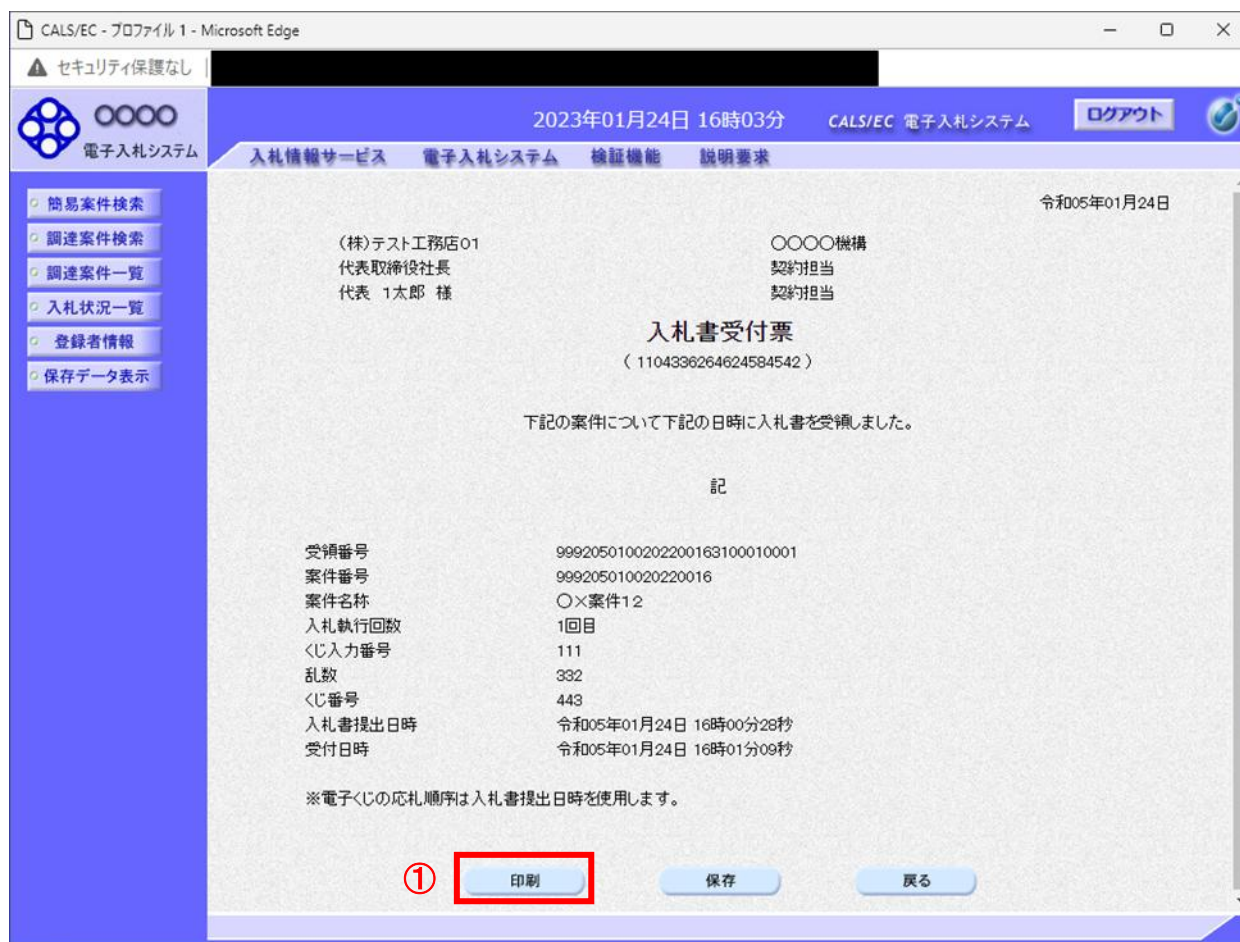 CALS/EC - プロファイル 1 - Microsoft Edge
セキュリティ保護なし
〇〇〇〇
電子入札システム
2023年01月24日 16時03分
CALS/EC 電子入札システム
ログアウト
入札情報サービス 電子入札システム 検証機能 説明要求
簡易案件検索
調達案件検索
調達案件一覧
入札状況一覧
登録者情報
保存データ表示
令和05年01月24日
(株)テスト工務店01 〇〇〇〇機構
代表取締役社長 契約担当
代表 1太郎 様 契約担当
入札書受付票
( 1104336264624584542 )
下記の案件について下記の日時に入札書を受領しました。
記
受領番号 9992050100202200163100010001
案件番号 999205010020220016
案件名称 〇×案件12
入札執行回数 1回目
くじ入力番号 111
乱数 332
くじ番号 443
入札書提出日時 令和05年01月24日 16時00分28秒
受付日時 令和05年01月24日 16時01分09秒
※電子くじの応札順序は入札書提出日時を使用します。
① 印刷 保存 戻る